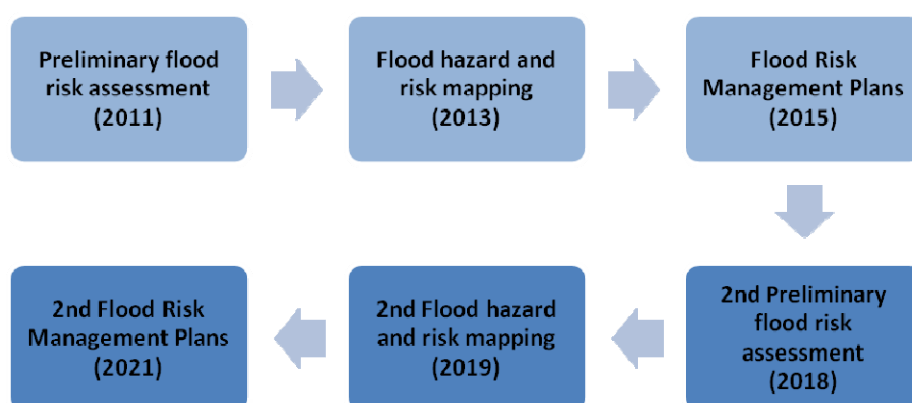 Preliminary flood
risk assessment
(2011)
Flood hazard and
risk mapping
(2013)
Flood Risk
Management Plans
(2015)
2nd Preliminary
flood risk
assessment
(2018)
2nd Flood hazard
and risk mapping
(2019)
2nd Flood Risk
Management Plans
(2021)